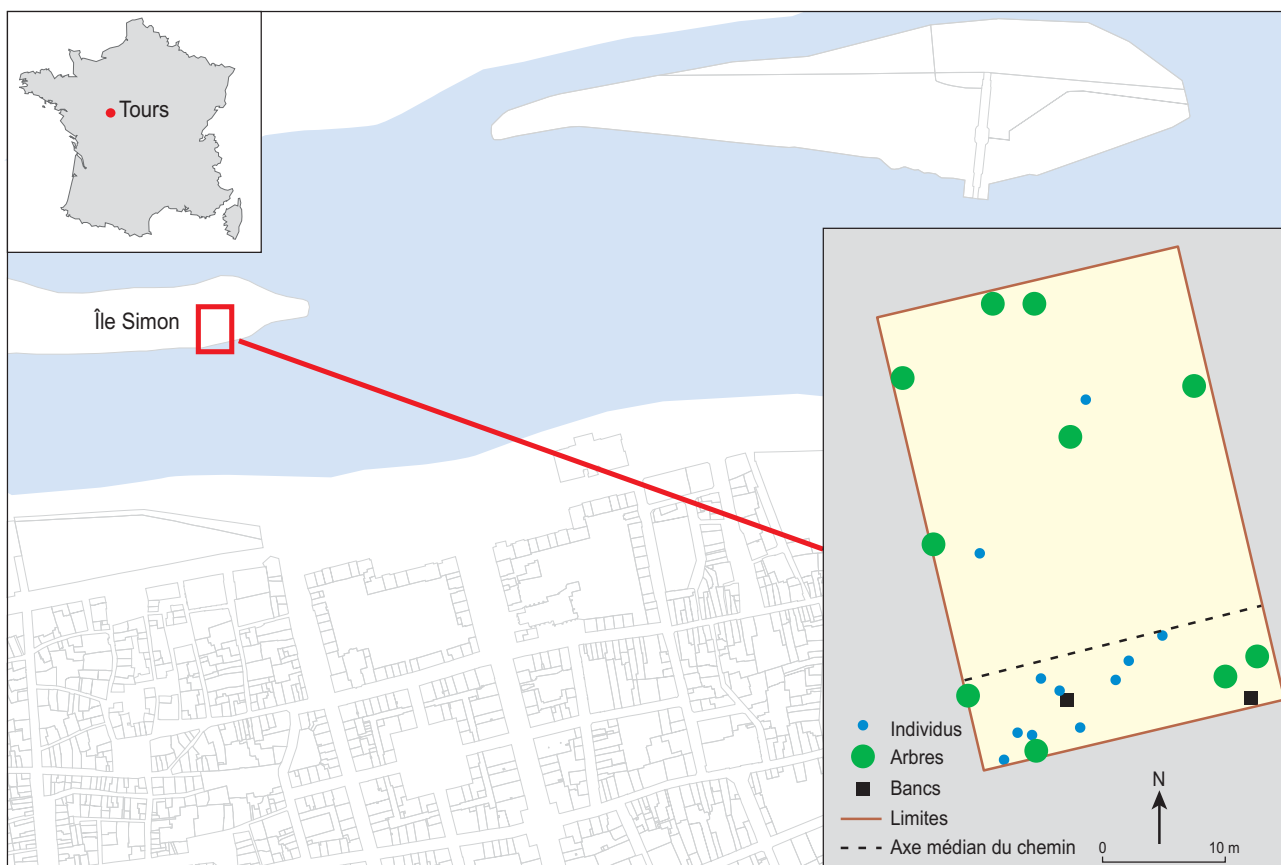 Tours
Île Simon
Individus
Arbres
Bancs
Limites
Axe médian du chemin
N
0 10 m